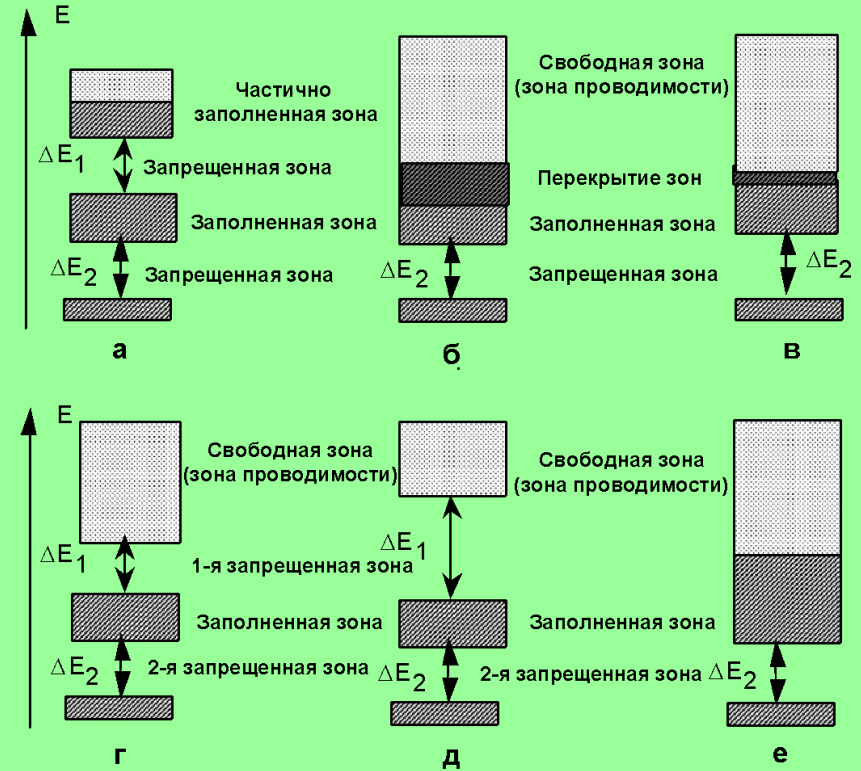 E
Частично
заполненная зона
Свободная зона
(зона проводимости)
ΔE1
Запрещенная зона
Перекрытие зон
Заполненная зона
Заполненная зона
ΔE2
Запрещенная зона
ΔE2
Запрещенная зона
ΔE2
а
б
в
E
Свободная зона
(зона проводимости)
Свободная зона
(зона проводимости)
ΔE1
1-я запрещенная зона
ΔE1
Заполненная зона
Заполненная зона
ΔE2
2-я запрещенная зона
ΔE2
2-я запрещенная зона
ΔE2
г
д
е